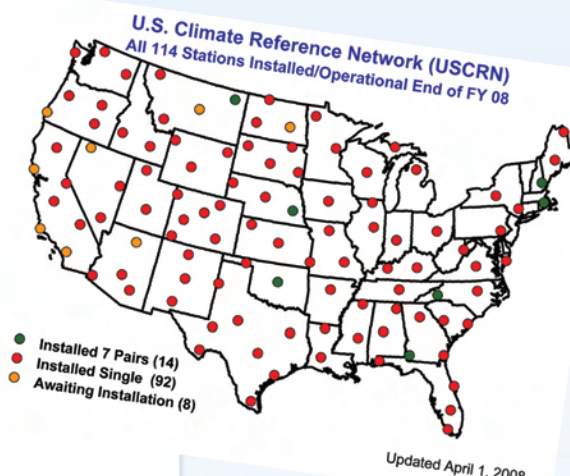 U.S. Climate Reference Network (USCRN)
All 114 Stations Installed/Operational End of FY 08
Installed 7 Pairs (14)
Installed Single (92)
Awaiting Installation (8)
Updated April 1, 2008